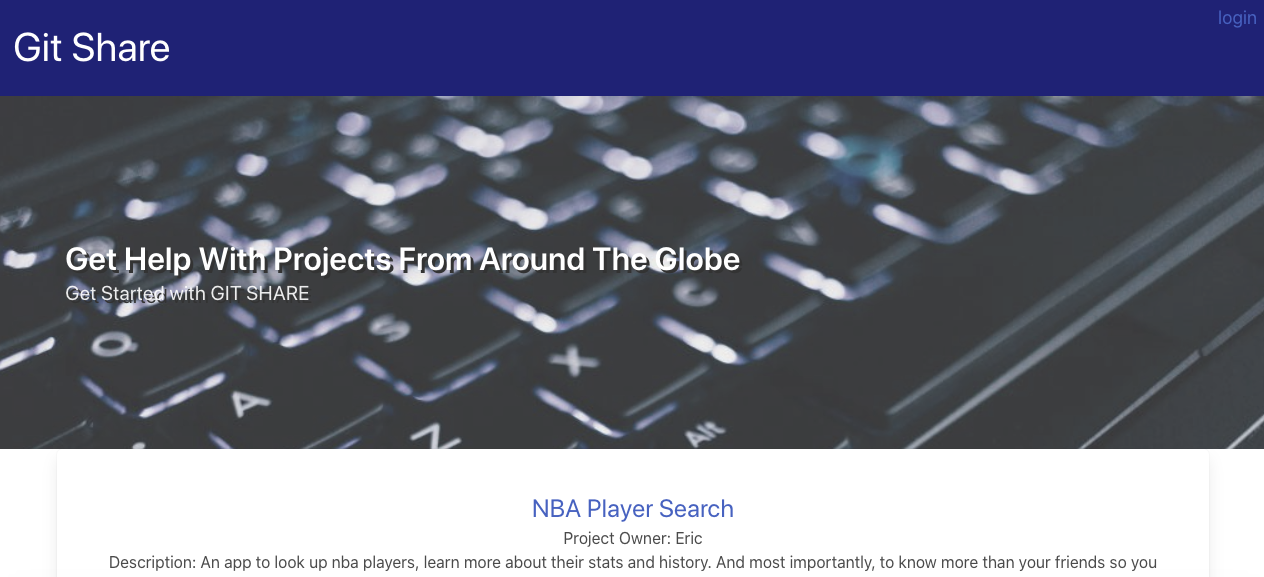 login
Git Share
Get Help With Projects From Around The Globe
Get Started with GIT SHARE
Q
S
C
A
X
Z
Alt
NBA Player Search
Project Owner: Eric
Description: An app to look up nba players, learn more about their stats and history. And most importantly, to know more than your friends so you